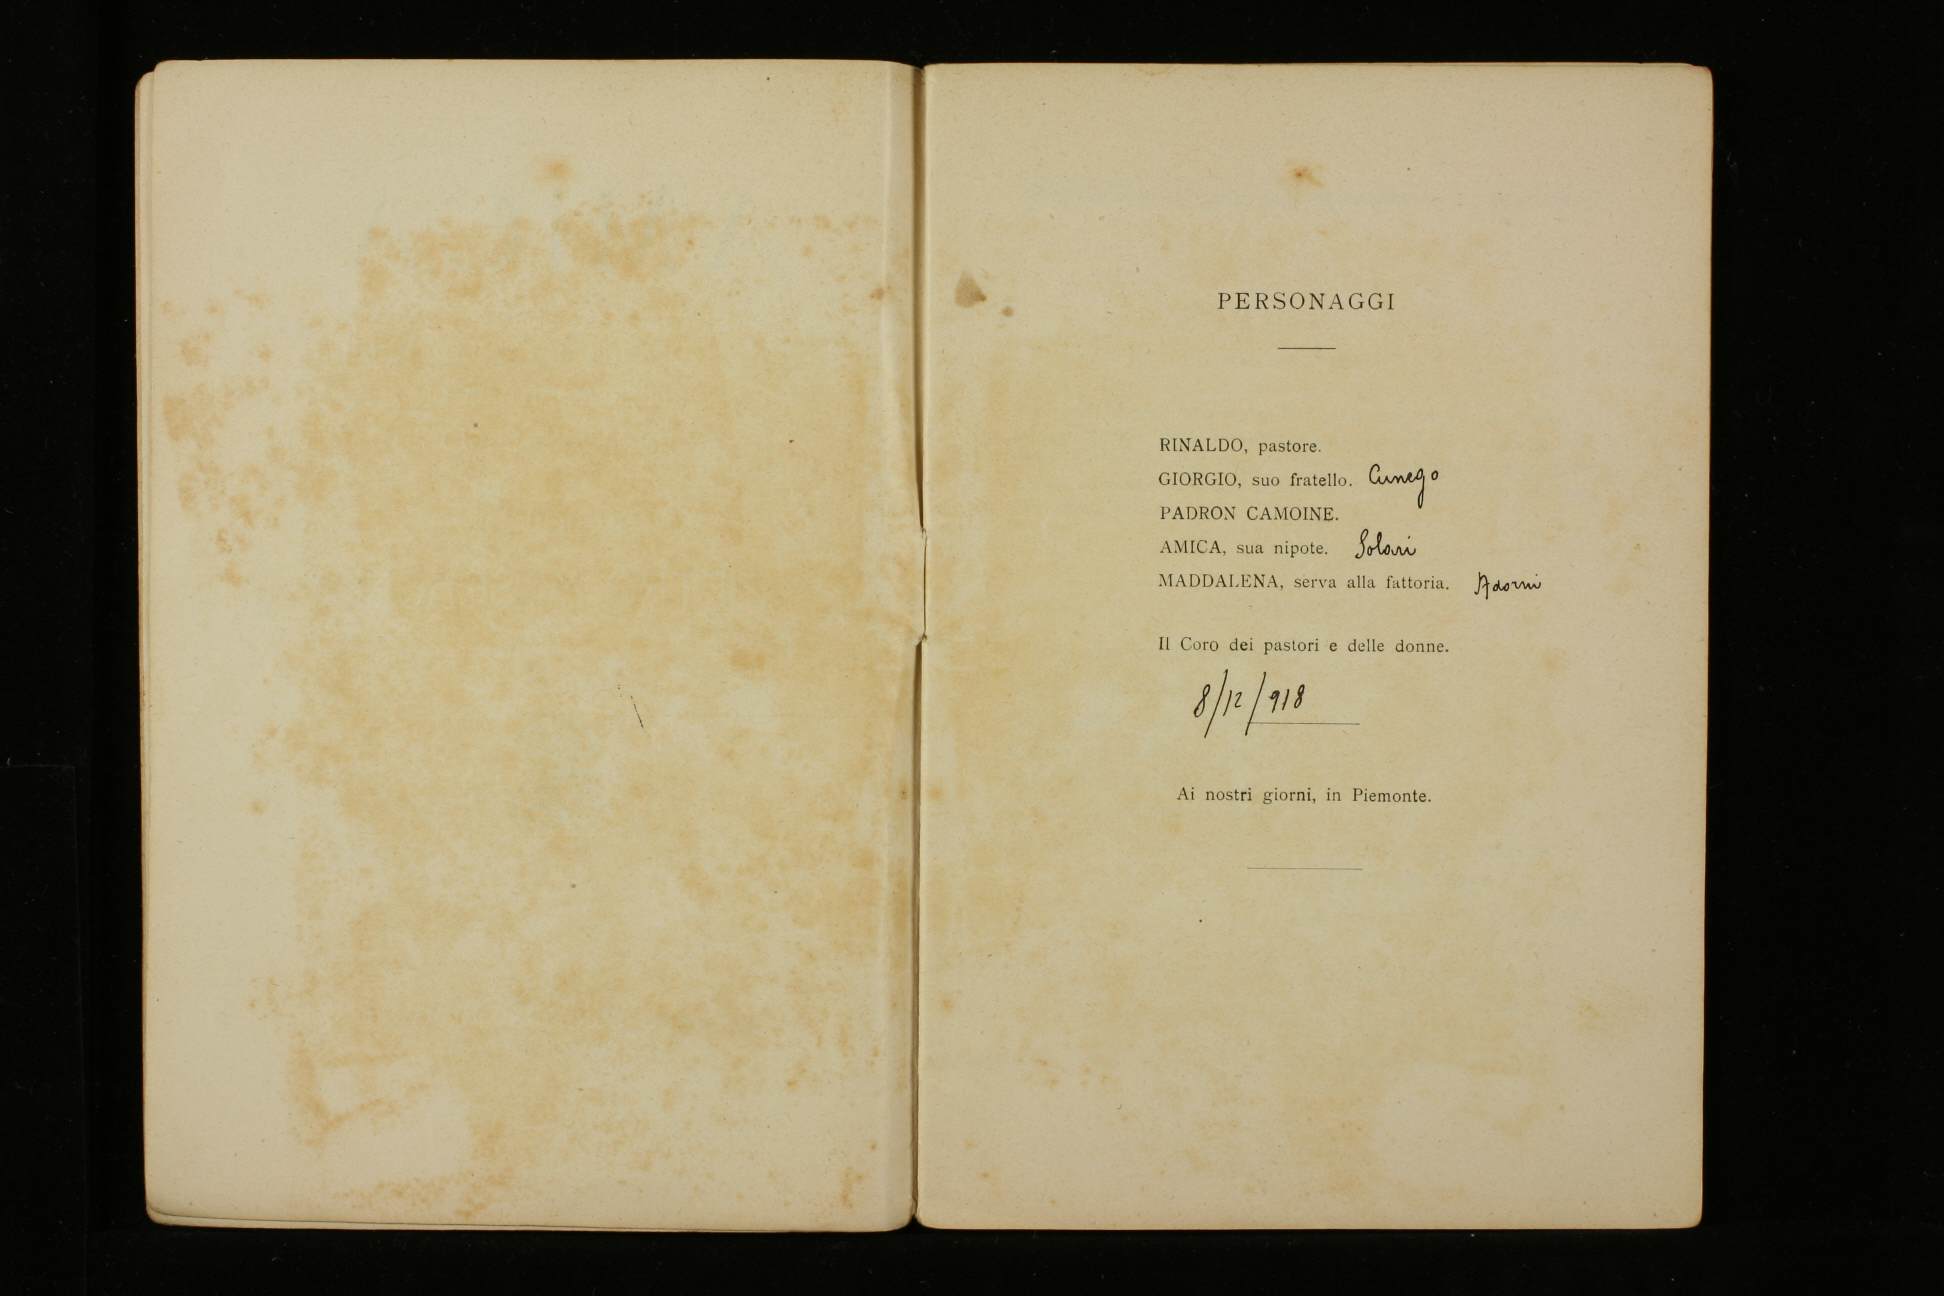 PERSONAGGI
RINALDO, pastore.
GIORGIO, suo fratello. Cunego
PADRON CAMOINE.
AMICA, sua nipote. Solari
MADDALENA, serva alla fattoria. Adorni
Il Coro dei pastori e delle donne.
8/12/918
Ai nostri giorni, in Piemonte.